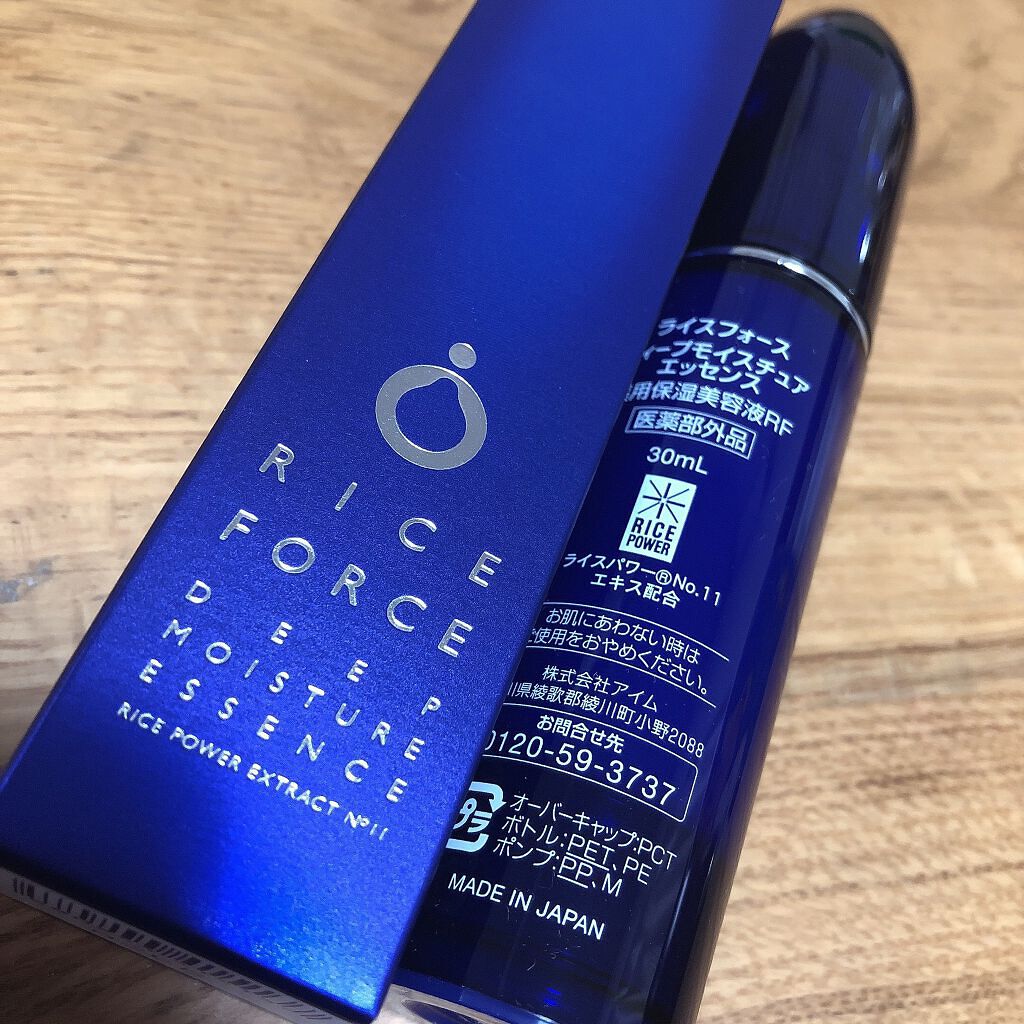 RICE
FORCE
DEEP
MOISTURE
ESSENCE
RICE POWER EXTRACT Nº11
ライスフォース
ィープモイスチュア
エッセンス
用保湿美容液RF
医薬部外品
30mL
RICE
POWER
ライスパワー®No.11
エキス配合
お肌にあわない時は
使用をおやめください。
株式会社アイム
川県綾歌郡綾川町小野2088
お問合せ先
0120-59-3737
プラ
オーバーキャップ:PCT
ボトル:PET、PE
ポンプ:PP、M
MADE IN JAPAN